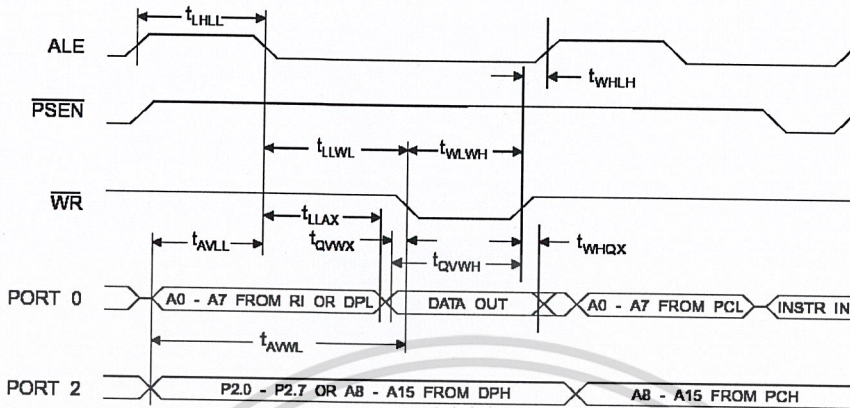 tLHLL
ALE
tWHLH
PSEN
tLLWL
tWLWH
WR
tLLAX
tAVLL
tQVWX
tWHQX
tQVWH
PORT 0
A0 - A7 FROM RI OR DPL
DATA OUT
A0 - A7 FROM PCL
INSTR IN
tAVWL
PORT 2
P2.0 - P2.7 OR A8 - A15 FROM DPH
A8 - A15 FROM PCH